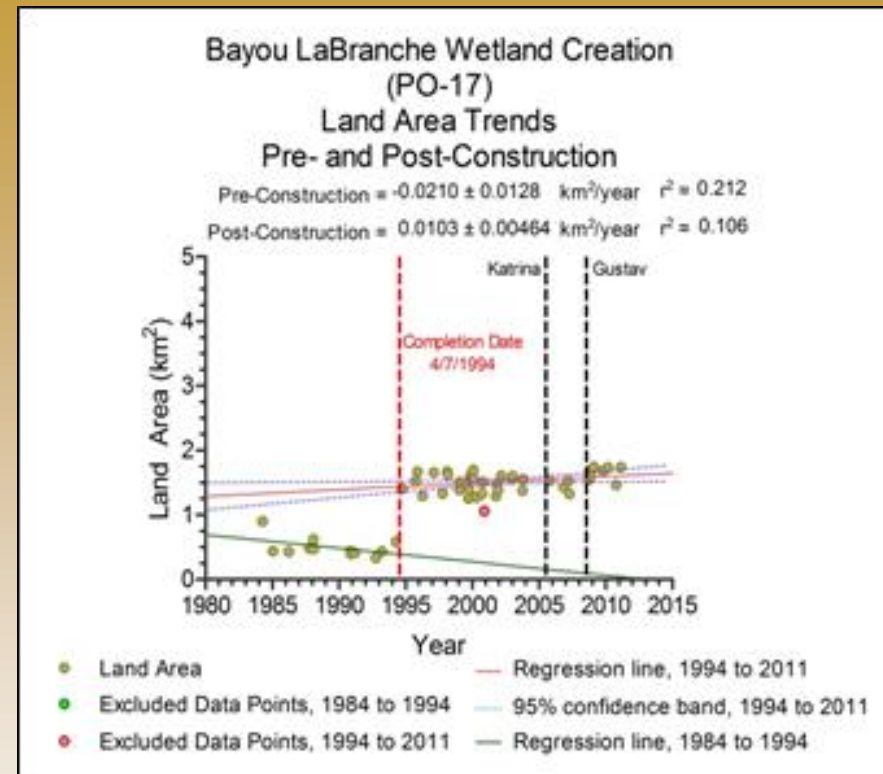 Bayou LaBranche Wetland Creation
(PO-17)
Land Area Trends
Pre- and Post-Construction
Pre-Construction = -0.0210 ± 0.0128 km²/year r² = 0.212
Post-Construction = 0.0103 ± 0.00464 km²/year r² = 0.106
5
4
3
2
1
0
Land Area (km²)
Katrina
Gustav
Completion Date
4/7/1994
1980 1985 1990 1995 2000 2005 2010 2015
Year
Land Area
Excluded Data Points, 1984 to 1994
Excluded Data Points, 1994 to 2011
Regression line, 1994 to 2011
95% confidence band, 1994 to 2011
Regression line, 1984 to 1994